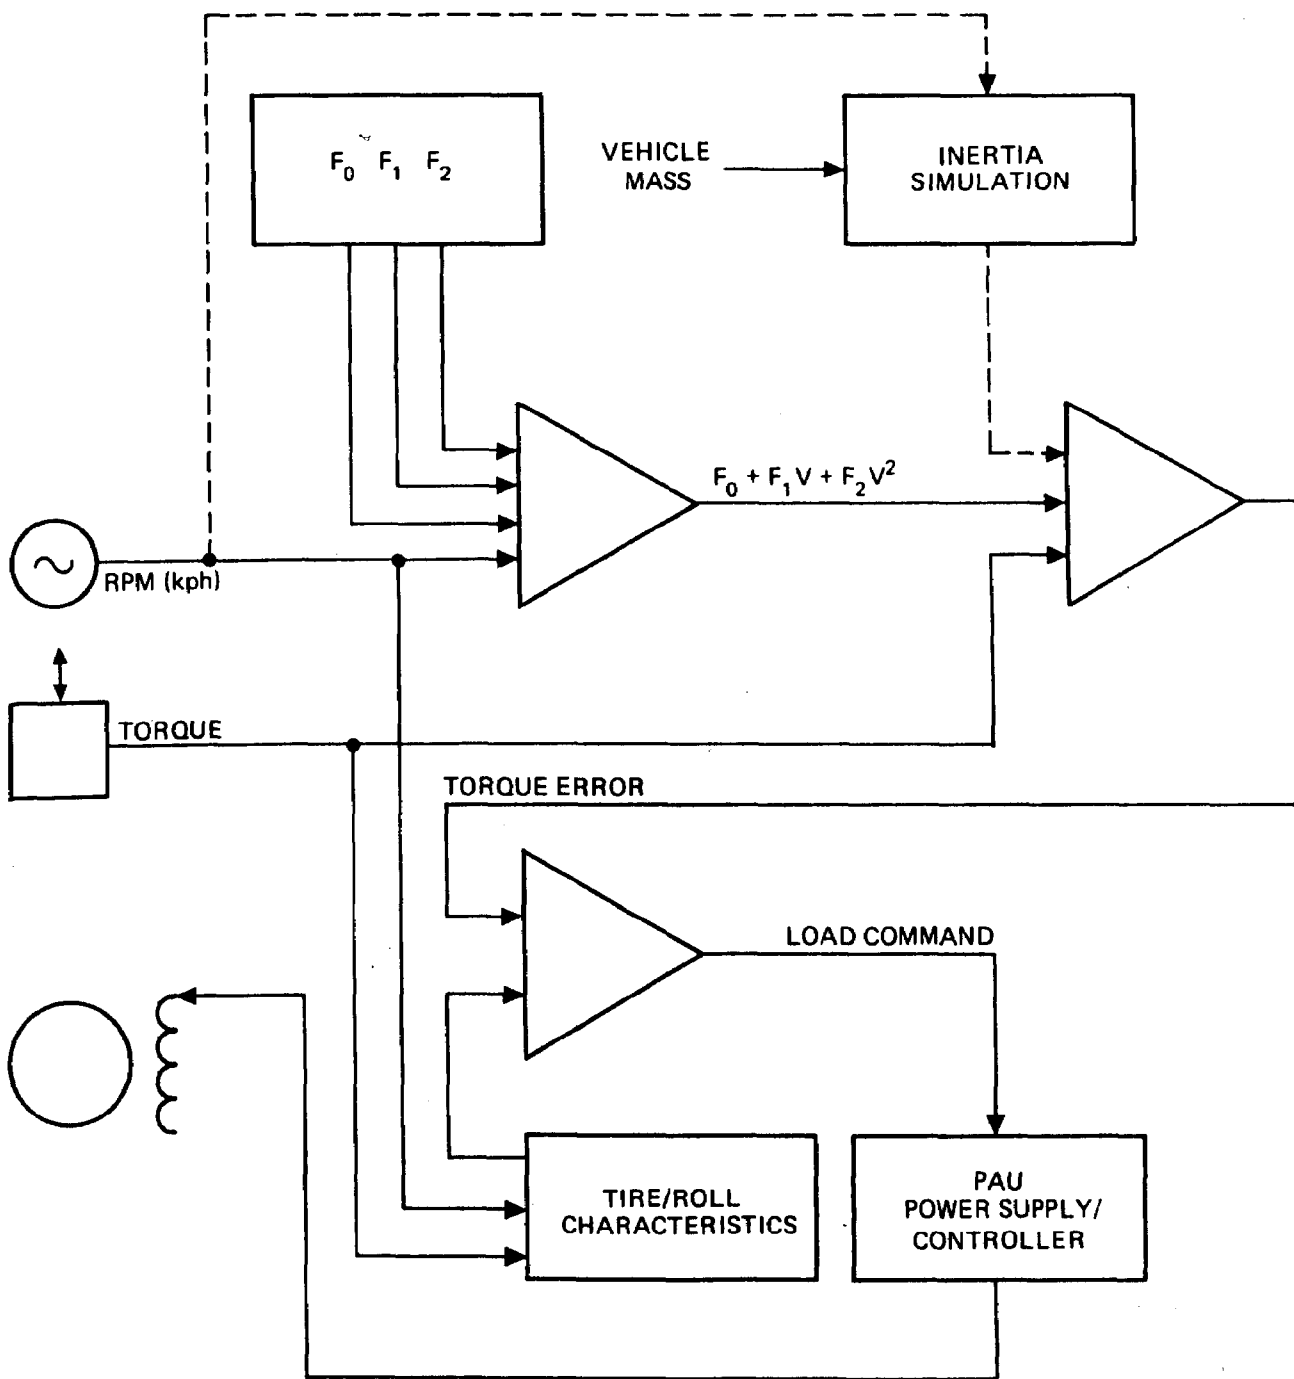 F₀ F₁ F₂
VEHICLE
MASS
INERTIA
SIMULATION
F₀ + F₁V + F₂V²
RPM (kph)
TORQUE
TORQUE ERROR
LOAD COMMAND
TIRE/ROLL
CHARACTERISTICS
PAU
POWER SUPPLY/
CONTROLLER